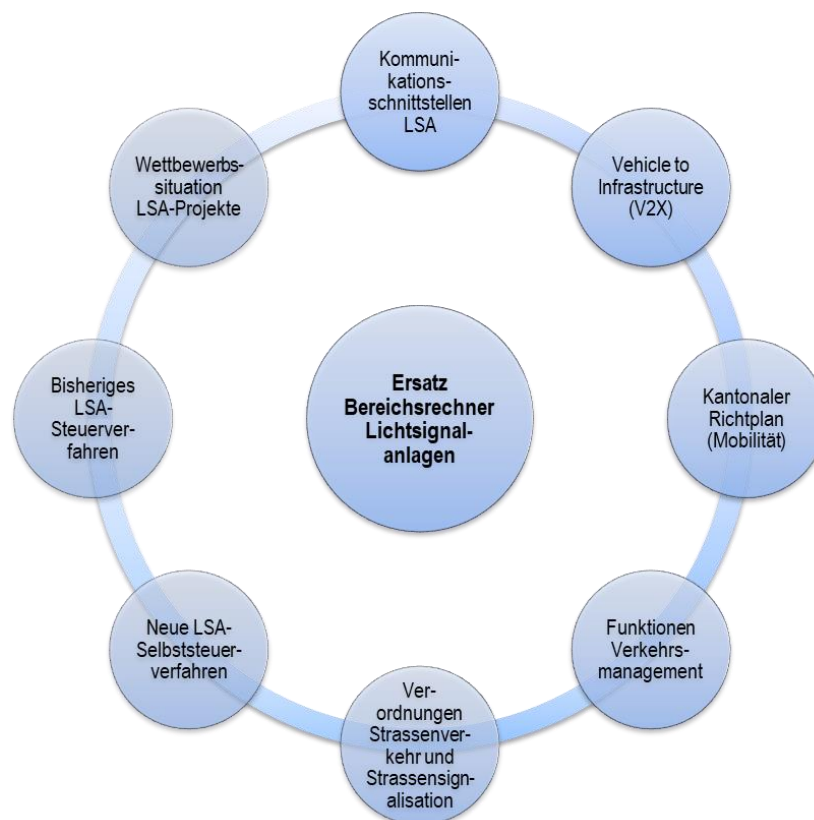 Kommuni-
kations-
schnittstellen
LSA
Vehicle to
Infrastructure
(V2X)
Kantonaler
Richtplan
(Mobilität)
Funktionen
Verkehrs-
management
Ver-
ordnungen
Strassenver-
kehr und
Strassensign-
alisation
Neue LSA-
Selbststeuer-
verfahren
Bisheriges
LSA-
Steuerver-
fahren
Wettbewerbs-
situation
LSA-Projekte
Ersatz
Bereichsrechner
Lichtsignal-
anlagen